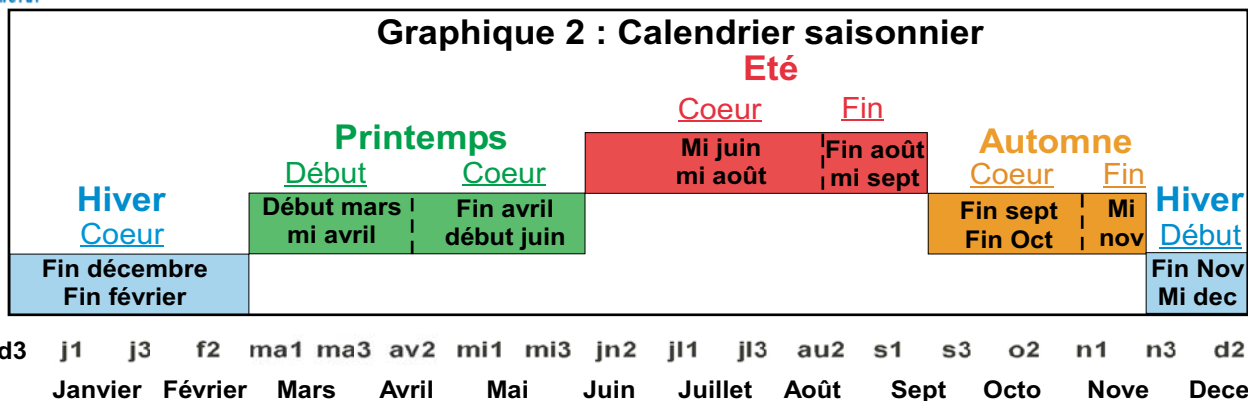 Graphique 2 : Calendrier saisonnier
Eté
Coeur Fin
Printemps
Mi juin
mi août
Fin août
mi sept
Automne
Début Coeur
Coeur Fin
Hiver
Coeur
Début mars
mi avril
Fin avril
début juin
Fin sept
Fin Oct
Mi
nov
Hiver
Début
Fin décembre
Fin février
Fin Nov
Mi dec
d3 j1 j3 f2 ma1 ma3 av2 mi1 mi3 jn2 jl1 jl3 au2 s1 s3 o2 n1 n3 d2
Janvier Février Mars Avril Mai Juin Juillet Août Sept Octo Nove Dece